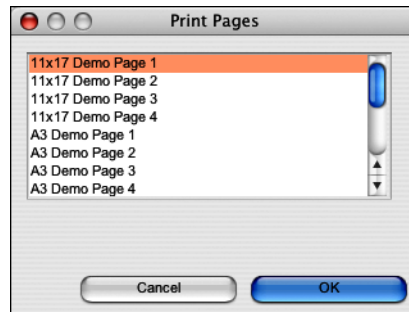 Print Pages
11x17 Demo Page 1
11x17 Demo Page 2
11x17 Demo Page 3
11x17 Demo Page 4
A3 Demo Page 1
A3 Demo Page 2
A3 Demo Page 3
A3 Demo Page 4
Cancel OK